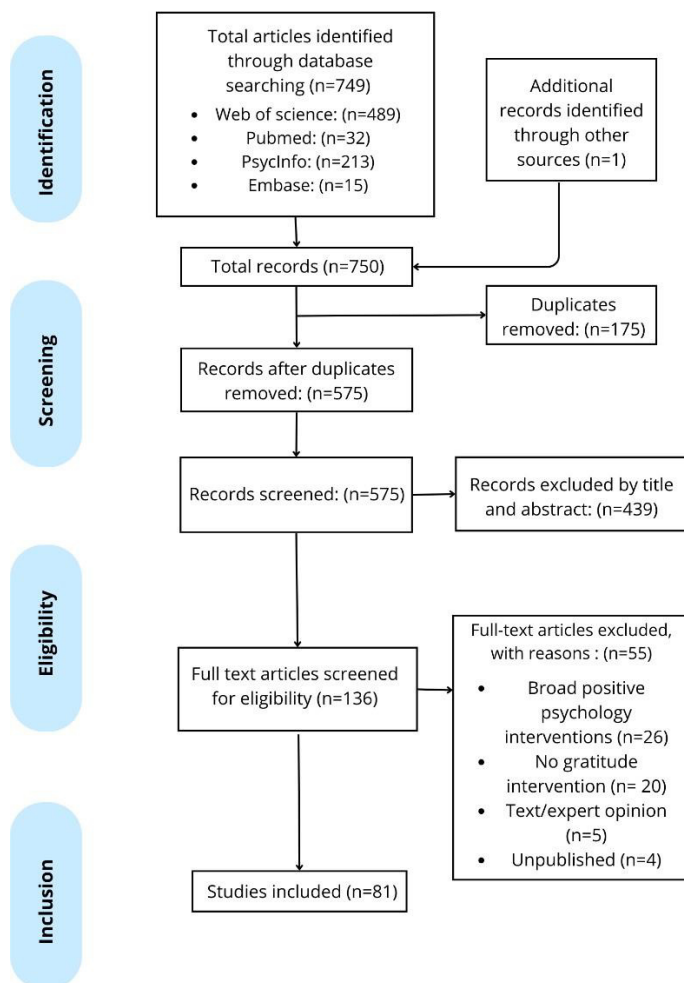 Identification
Total articles identified
through database
searching (n=749)
• Web of science: (n=489)
• Pubmed: (n=32)
• PsycInfo: (n=213)
• Embase: (n=15)
Additional
records identified
through other
sources (n=1)
Total records (n=750)
Screening
Duplicates
removed: (n=175)
Records after duplicates
removed: (n=575)
Records screened: (n=575)
Records excluded by title
and abstract: (n=439)
Eligibility
Full text articles screened
for eligibility (n=136)
Full-text articles excluded,
with reasons : (n=55)
• Broad positive
psychology
interventions (n=26)
• No gratitude
intervention (n= 20)
• Text/expert opinion
(n=5)
• Unpublished (n=4)
Inclusion
Studies included (n=81)